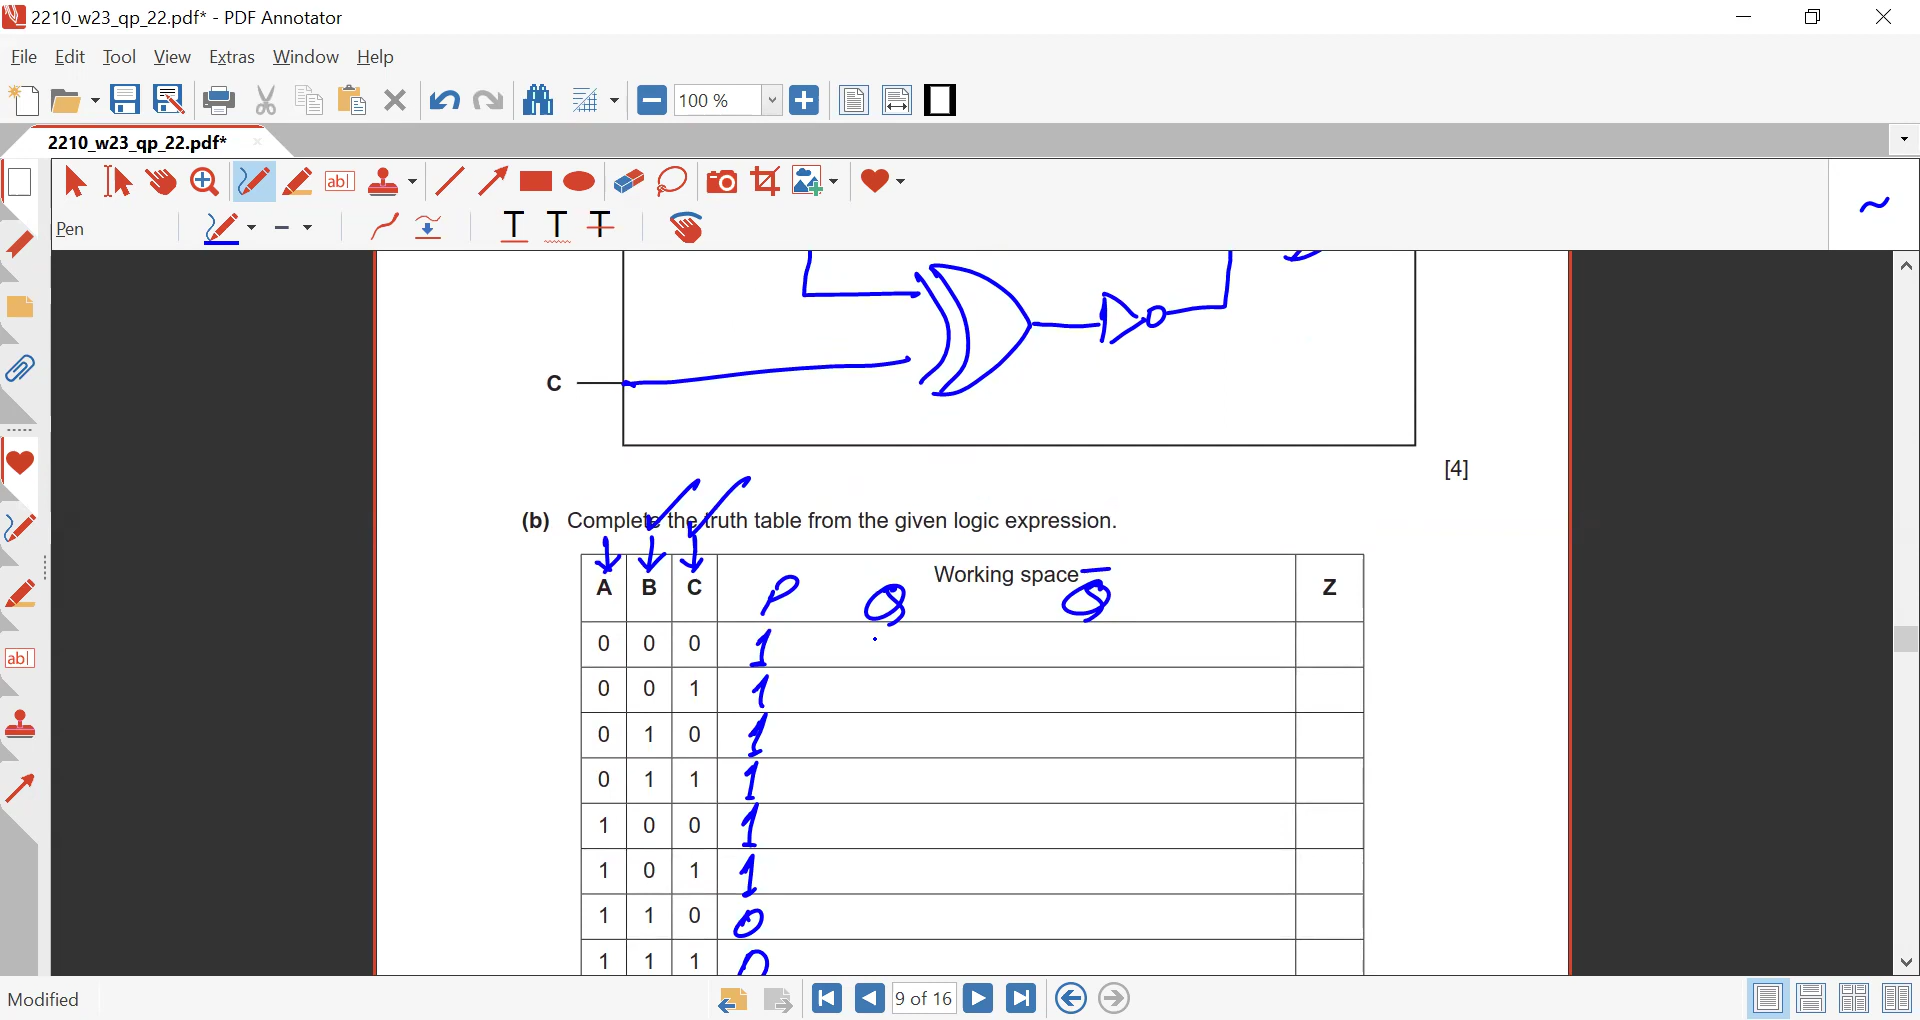 2210_w23_qp_22.pdf* - PDF Annotator
File Edit Tool View Extras Window Help
100 %
2210_w23_qp_22.pdf*
ab|
Pen
T T T
C
[4]
(b) Complete the truth table from the given logic expression.
A B C Working space Z
P Q Q̅
0 0 0 1
0 0 1 1
0 1 0 1
0 1 1 1
1 0 0 1
1 0 1 1
1 1 0 0
1 1 1 0
ab|
Modified
9 of 16